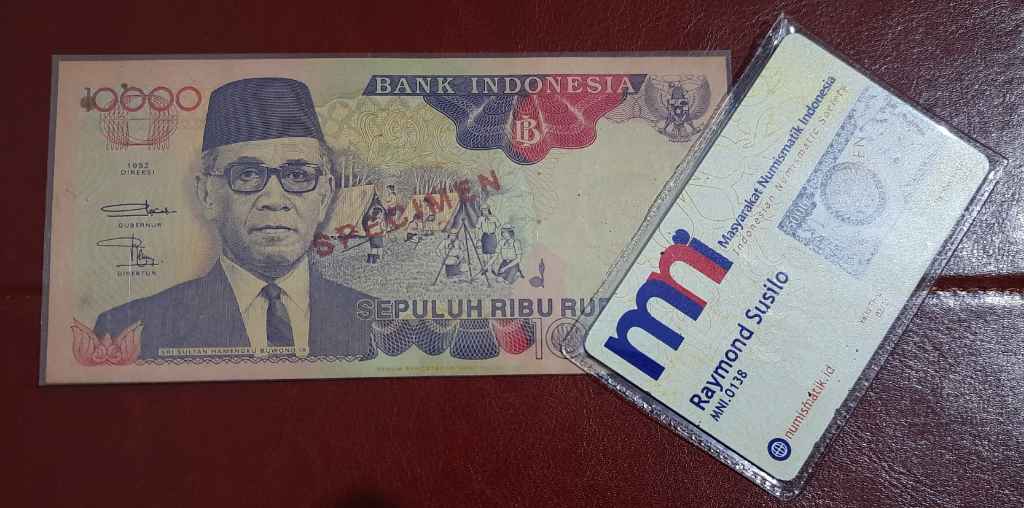 10000
BANK INDONESIA
1992
DIREKSI
GUBERNUR
DIREKTUR
SPECIMEN
SEPULUH RIBU RU
10
SRI SULTAN HAMENGKU BUWONO IX
mni
Masyarakat Numismatik Indonesia
Indonesian Numismatic Society
Raymond Susilo
MNI.0138
numismatik.id